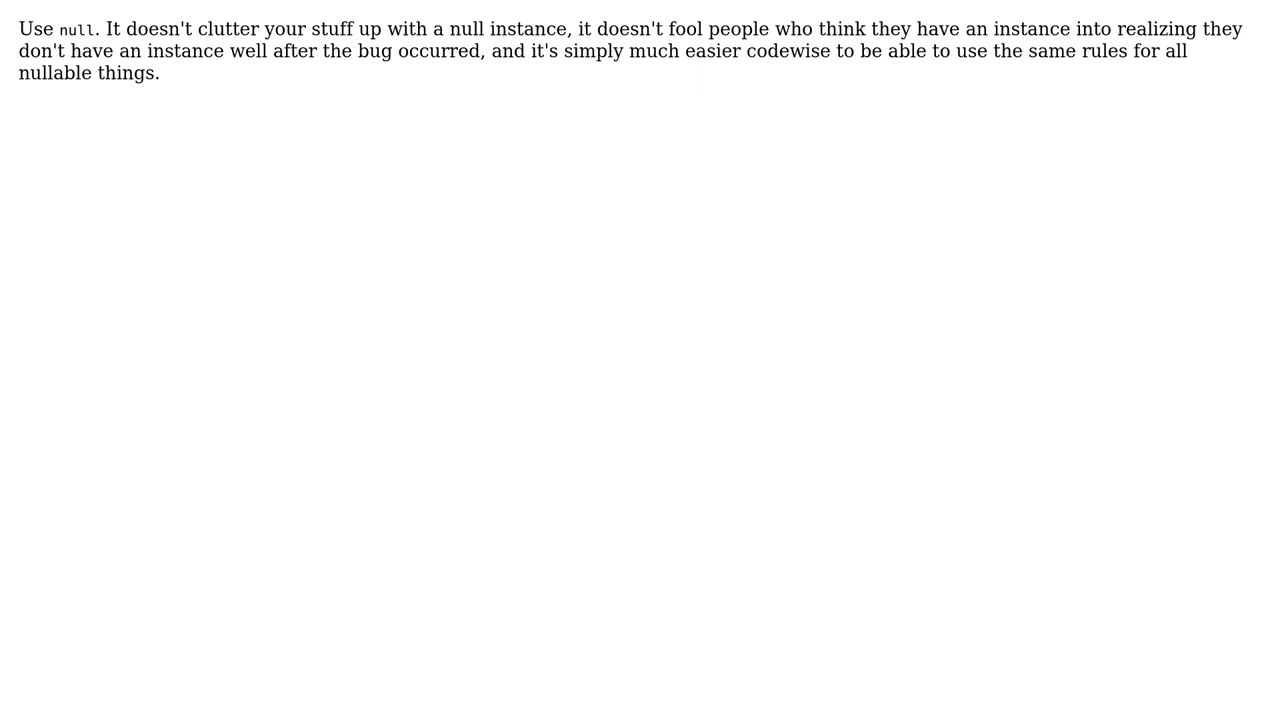 Use null. It doesn't clutter your stuff up with a null instance, it doesn't fool people who think they have an instance into realizing they
don't have an instance well after the bug occurred, and it's simply much easier codewise to be able to use the same rules for all
nullable things.